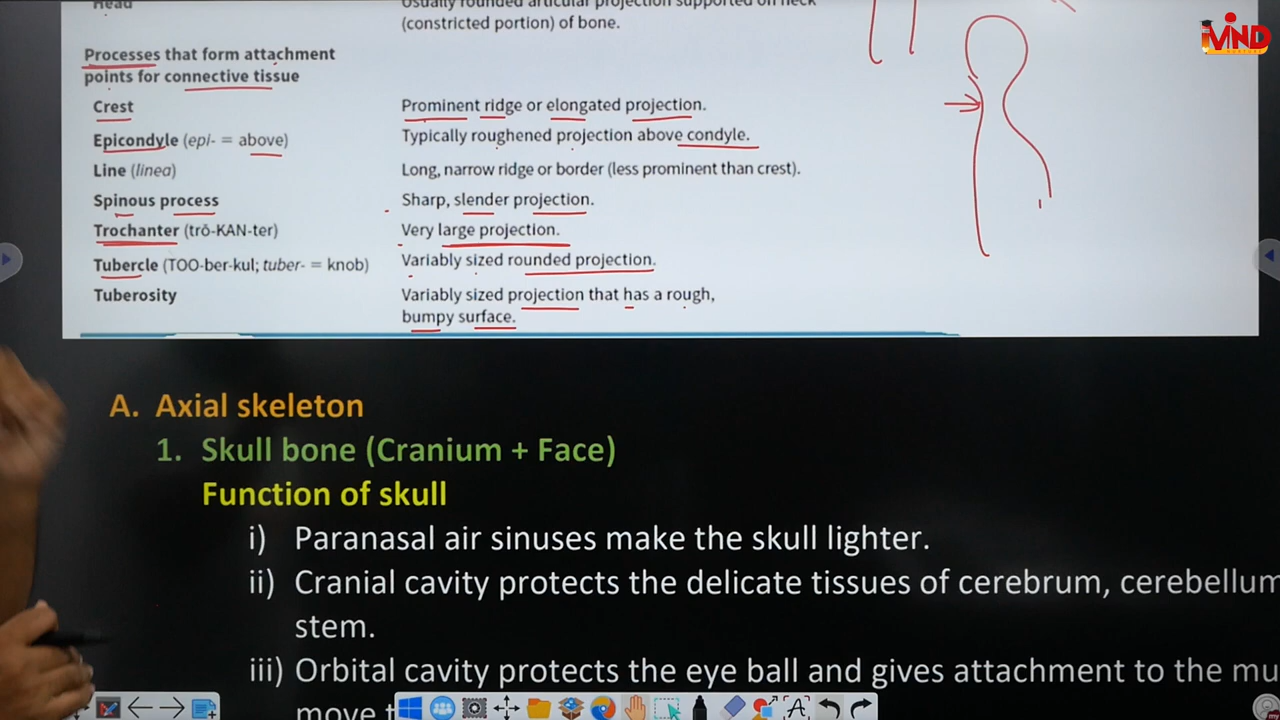 Head
Usually rounded articular projection supported on neck
(constricted portion) of bone.
Processes that form attachment
points for connective tissue
Crest Prominent ridge or elongated projection.
Epicondyle (epi- = above) Typically roughened projection above condyle.
Line (linea) Long, narrow ridge or border (less prominent than crest).
Spinous process Sharp, slender projection.
Trochanter (trō-KAN-ter) Very large projection.
Tubercle (TOO-ber-kul; tuber- = knob) Variably sized rounded projection.
Tuberosity Variably sized projection that has a rough,
bumpy surface.
A. Axial skeleton
1. Skull bone (Cranium + Face)
Function of skull
i) Paranasal air sinuses make the skull lighter.
ii) Cranial cavity protects the delicate tissues of cerebrum, cerebellum
stem.
iii) Orbital cavity protects the eye ball and gives attachment to the mu
move t